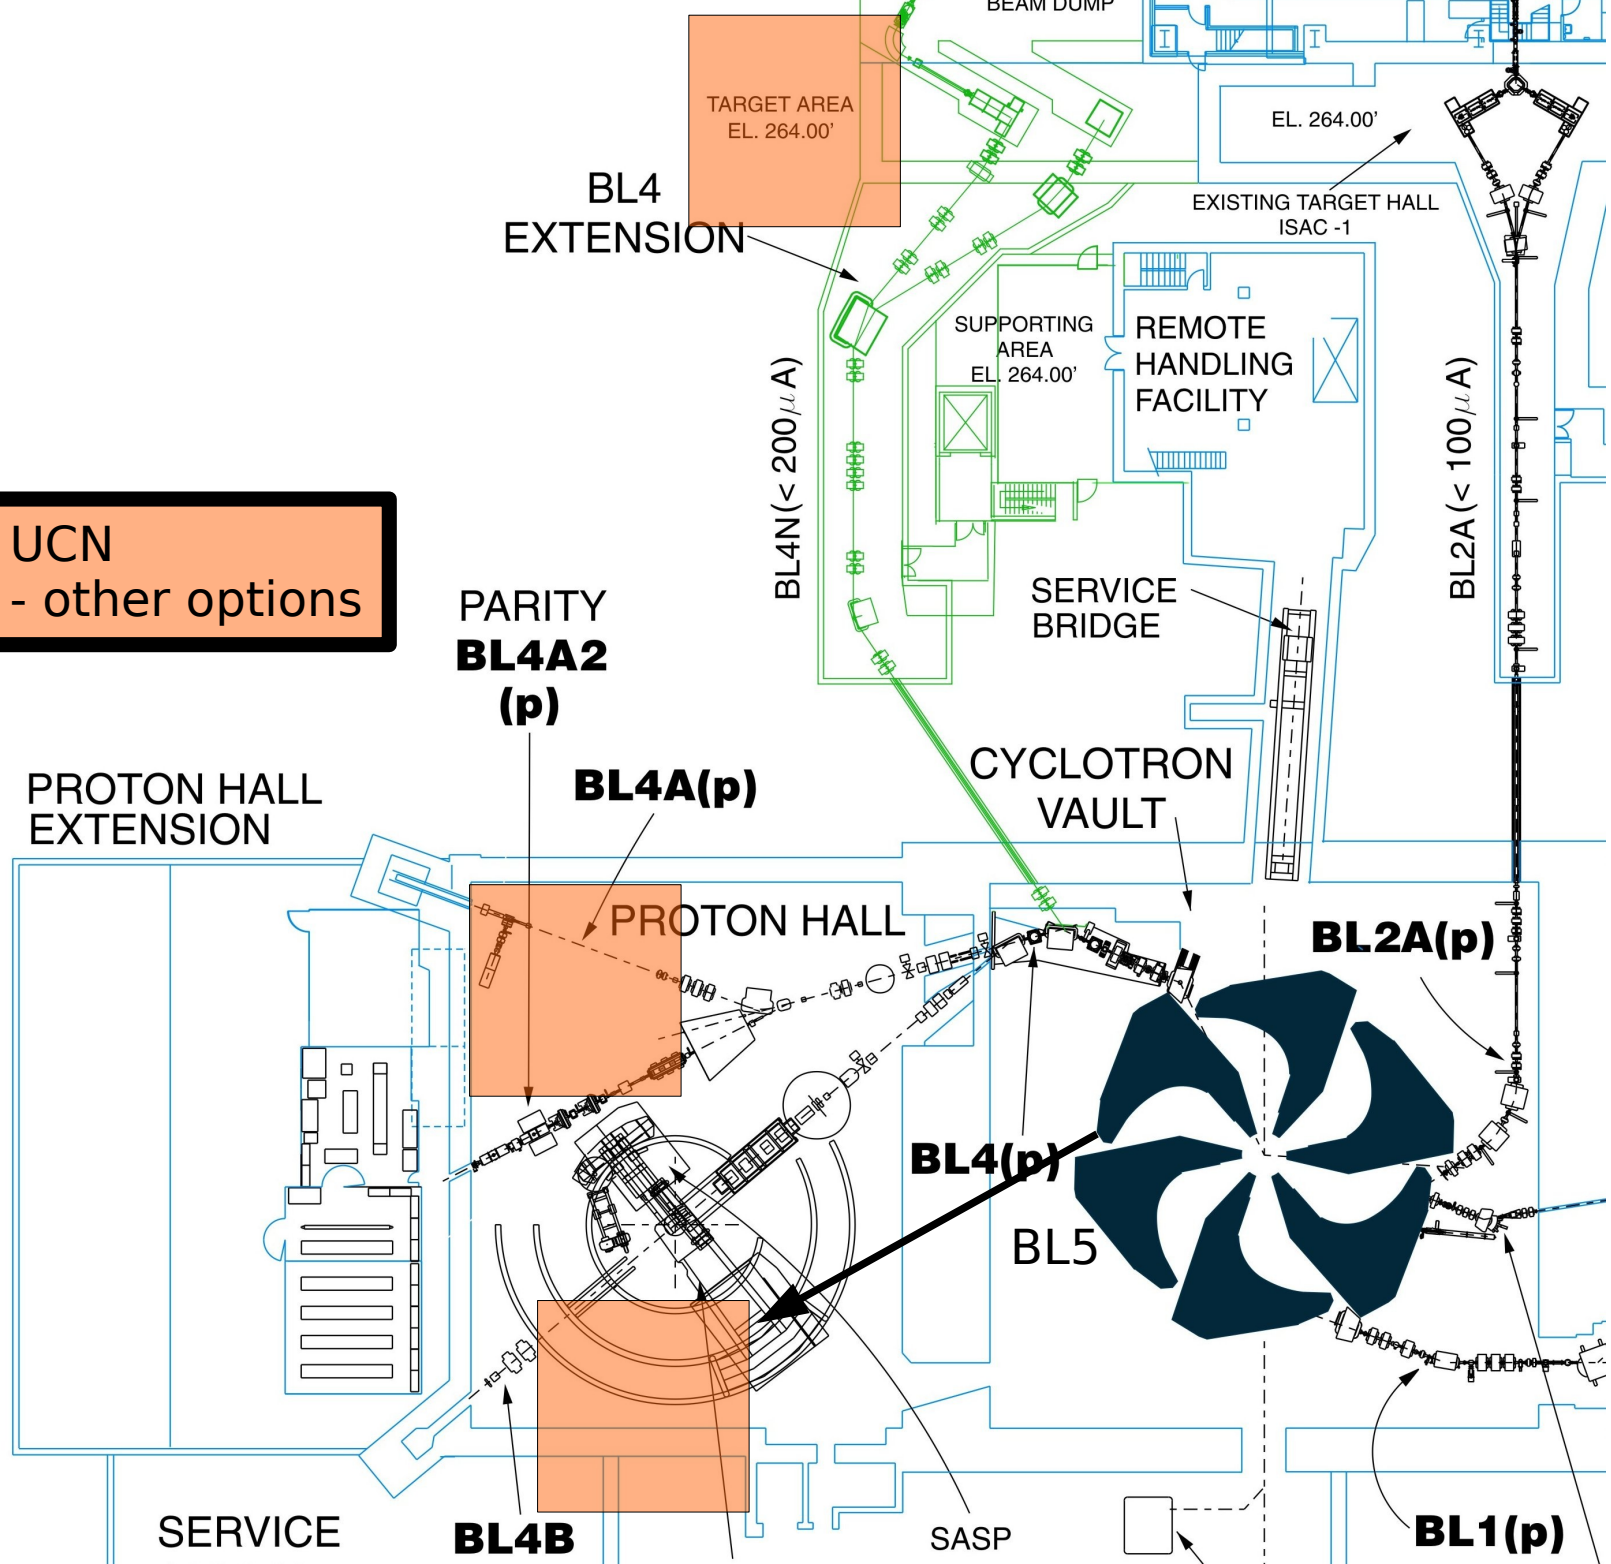 BEAM DUMP
TARGET AREA
EL. 264.00'
EL. 264.00'
BL4
EXTENSION
EXISTING TARGET HALL
ISAC -1
SUPPORTING
AREA
EL. 264.00'
REMOTE
HANDLING
FACILITY
BL4N(< 200μA)
BL2A(< 100μA)
UCN
- other options
PARITY
BL4A2
(p)
SERVICE
BRIDGE
CYCLOTRON
VAULT
BL4A(p)
PROTON HALL
EXTENSION
PROTON HALL
BL2A(p)
BL4(p)
BL5
SERVICE
BL4B
SASP
BL1(p)